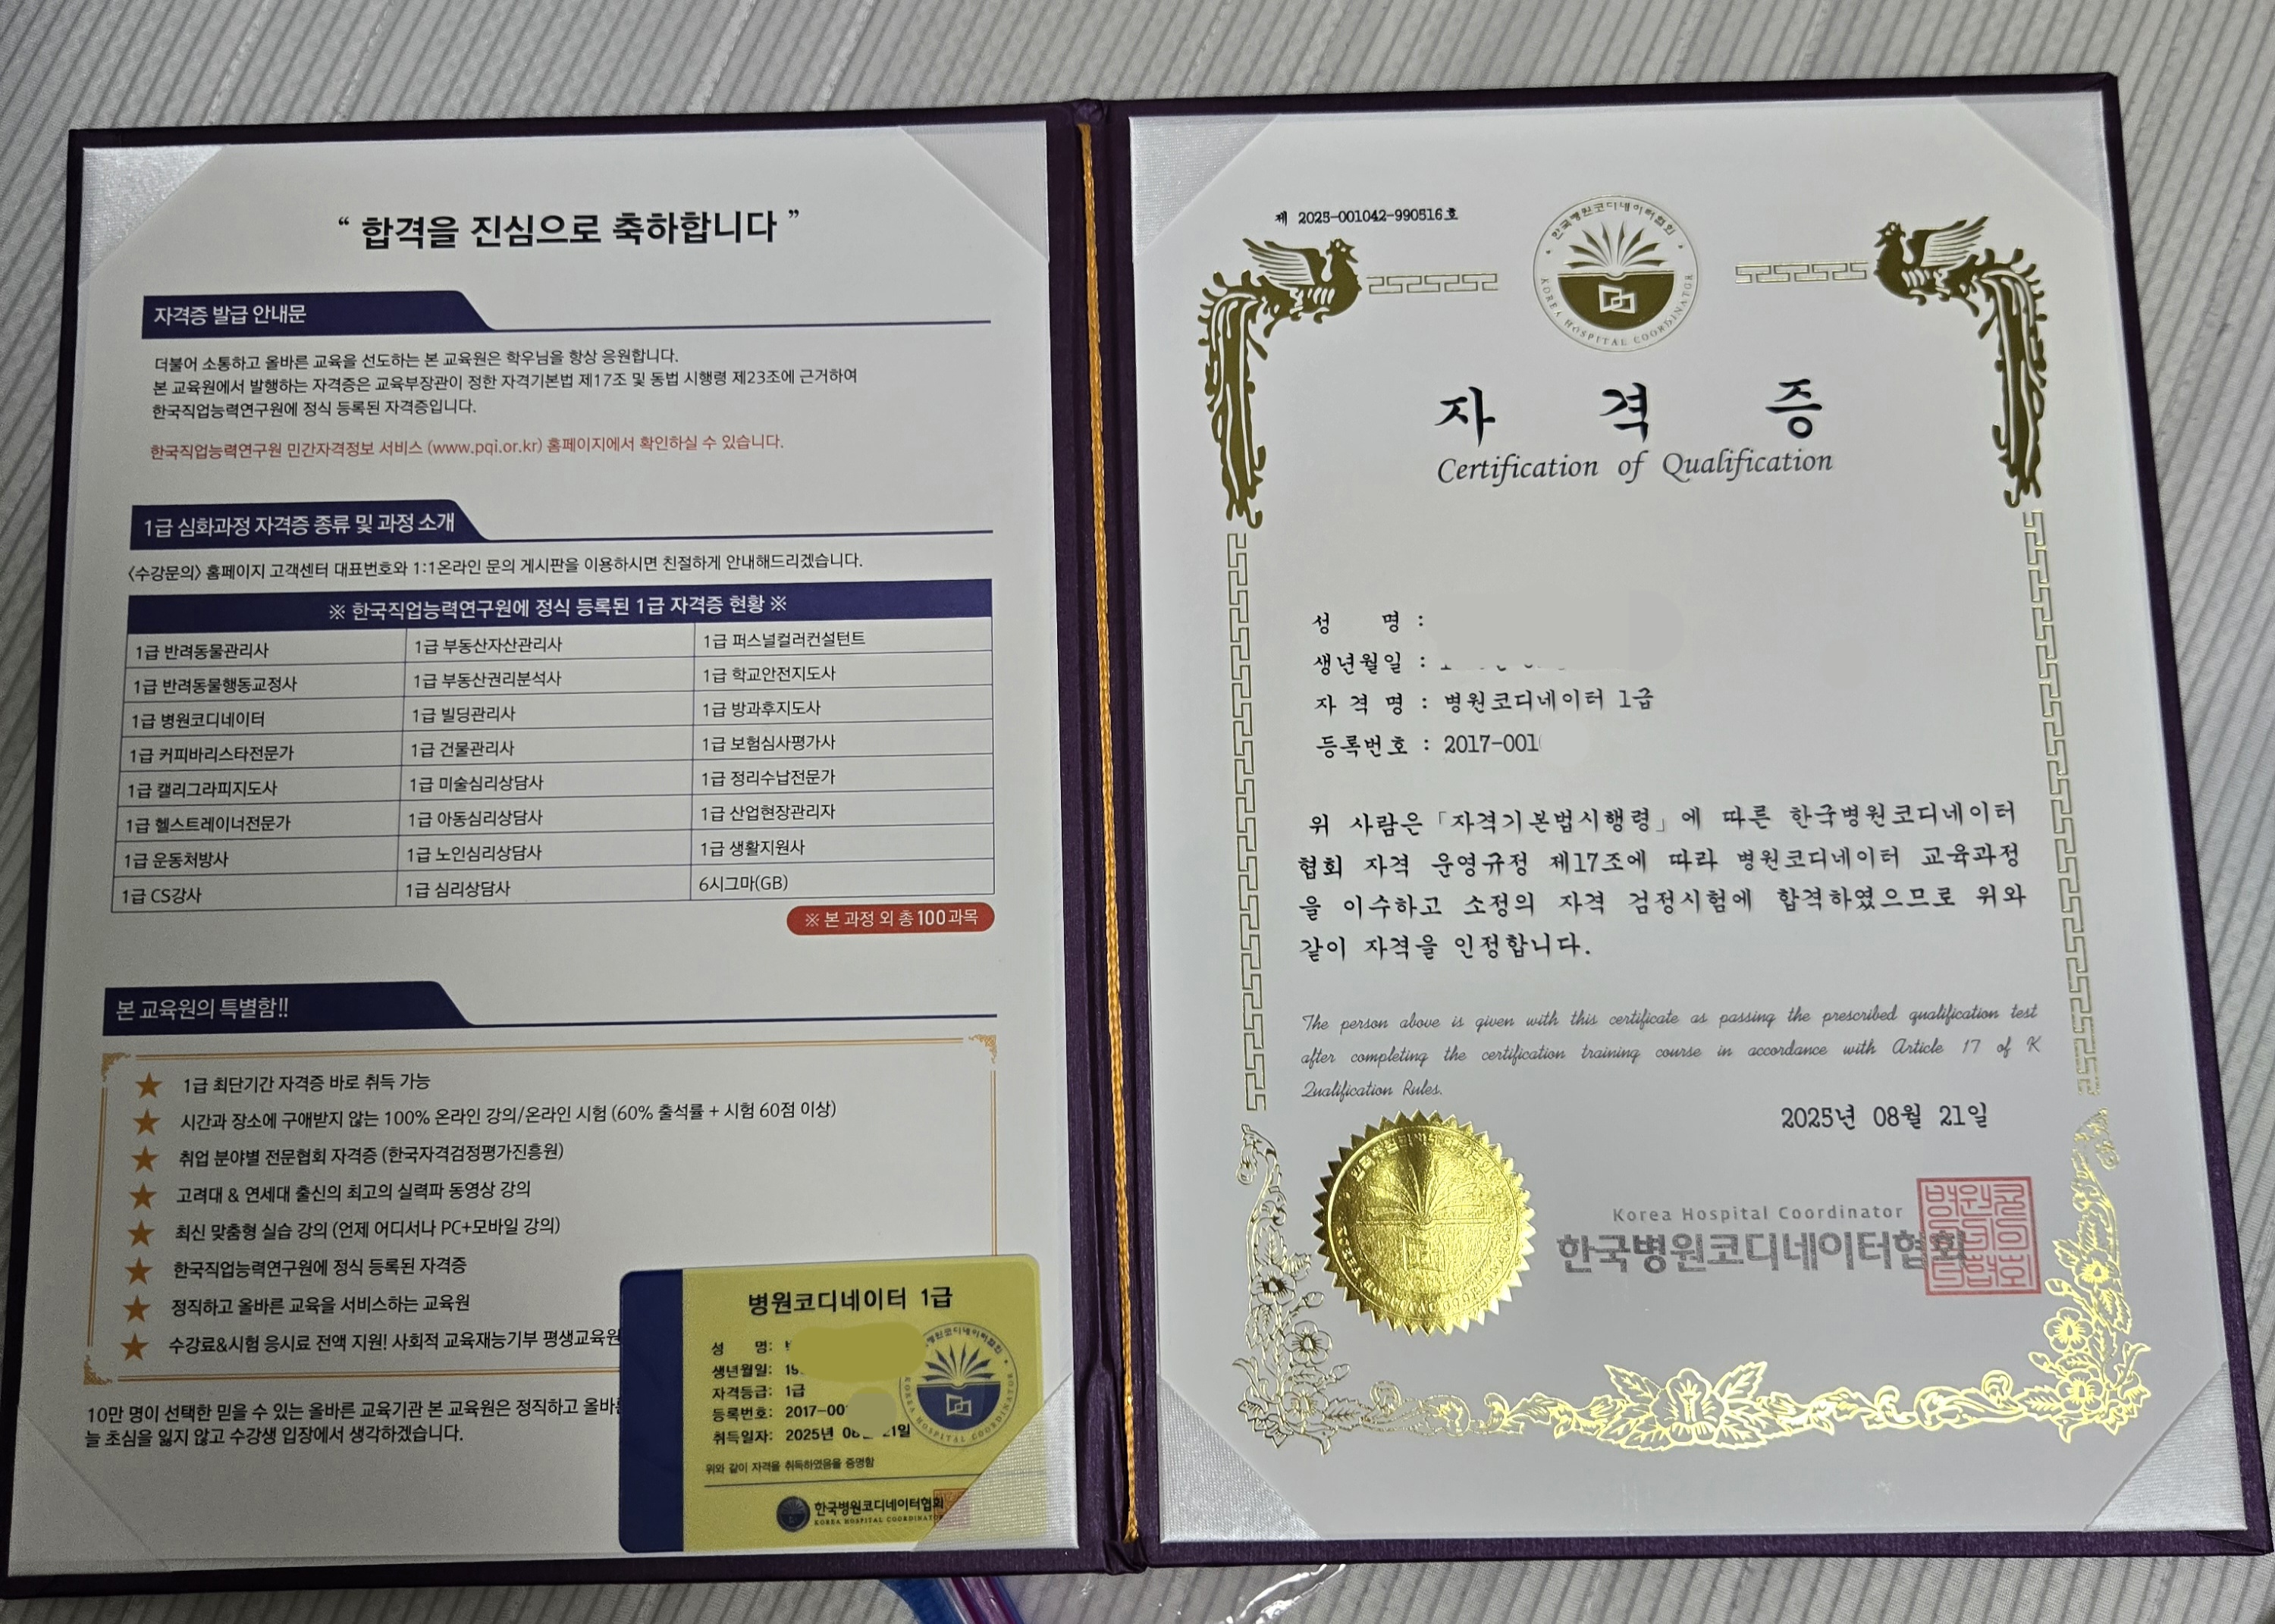 “ 합격을 진심으로 축하합니다 ”
자격증 발급 안내문
더불어 소통하고 올바른 교육을 선도하는 본 교육원은 학우님을 항상 응원합니다.
본 교육원에서 발행하는 자격증은 교육부장관이 정한 자격기본법 제17조 및 동법 시행령 제23조에 근거하여
한국직업능력연구원에 정식 등록된 자격증입니다.
한국직업능력연구원 민간자격정보 서비스 (www.pqi.or.kr) 홈페이지에서 확인하실 수 있습니다.
1급 심화과정 자격증 종류 및 과정 소개
<수강문의> 홈페이지 고객센터 대표번호와 1:1온라인 문의 게시판을 이용하시면 친절하게 안내해드리겠습니다.
※ 한국직업능력연구원에 정식 등록된 1급 자격증 현황 ※
1급 반려동물관리사 1급 부동산자산관리사 1급 퍼스널컬러컨설턴트
1급 반려동물행동교정사 1급 부동산권리분석사 1급 학교안전지도사
1급 병원코디네이터 1급 빌딩관리사 1급 방과후지도사
1급 커피바리스타전문가 1급 건물관리사 1급 보험심사평가사
1급 캘리그라피지도사 1급 미술심리상담사 1급 정리수납전문가
1급 헬스트레이너전문가 1급 아동심리상담사 1급 산업현장관리자
1급 운동처방사 1급 노인심리상담사 1급 생활지원사
1급 CS강사 1급 심리상담사 6시그마(GB)
※ 본 과정 외 총 100과목
본 교육원의 특별함!!
1급 최단기간 자격증 바로 취득 가능
시간과 장소에 구애받지 않는 100% 온라인 강의/온라인 시험 (60% 출석률 + 시험 60점 이상)
취업 분야별 전문협회 자격증 (한국자격검정평가진흥원)
고려대 & 연세대 출신의 최고의 실력파 동영상 강의
최신 맞춤형 실습 강의 (언제 어디서나 PC+모바일 강의)
한국직업능력연구원에 정식 등록된 자격증
정직하고 올바른 교육을 서비스하는 교육원
수강료&시험 응시료 전액 지원! 사회적 교육재능기부 평생교육원
10만 명이 선택한 믿을 수 있는 올바른 교육기관 본 교육원은 정직하고
늘 초심을 잃지 않고 수강생 입장에서 생각하겠습니다.
병원코디네이터 1급
성 명:
생년월일:
자격등급: 1급
등록번호: 2017-00
취득일자: 2025년 21일
위와 같이 자격을 취득하였음을 증명함
한국병원코디네이터협회
KOREA HOSPITAL COORDINATOR
KOREA HOSPITAL COORDINATOR
제 2025-001042-990516호
한국병원코디네이터협회
KOREA HOSPITAL COORDINATOR
자 격 증
Certification of Qualification
성 명 :
생년월일 :
자 격 명 : 병원코디네이터 1급
등록번호 : 2017-001
위 사람은 「자격기본법시행령」에 따른 한국병원코디네이터
협회 자격 운영규정 제17조에 따라 병원코디네이터 교육과정
을 이수하고 소정의 자격 검정시험에 합격하였으므로 위와
같이 자격을 인정합니다.
The person above is given with this certificate as passing the prescribed qualification test
after completing the certification training course in accordance with Article 17 of K
Qualification Rules.
2025년 08월 21일
Korea Hospital Coordinator
한국병원코디네이터협회